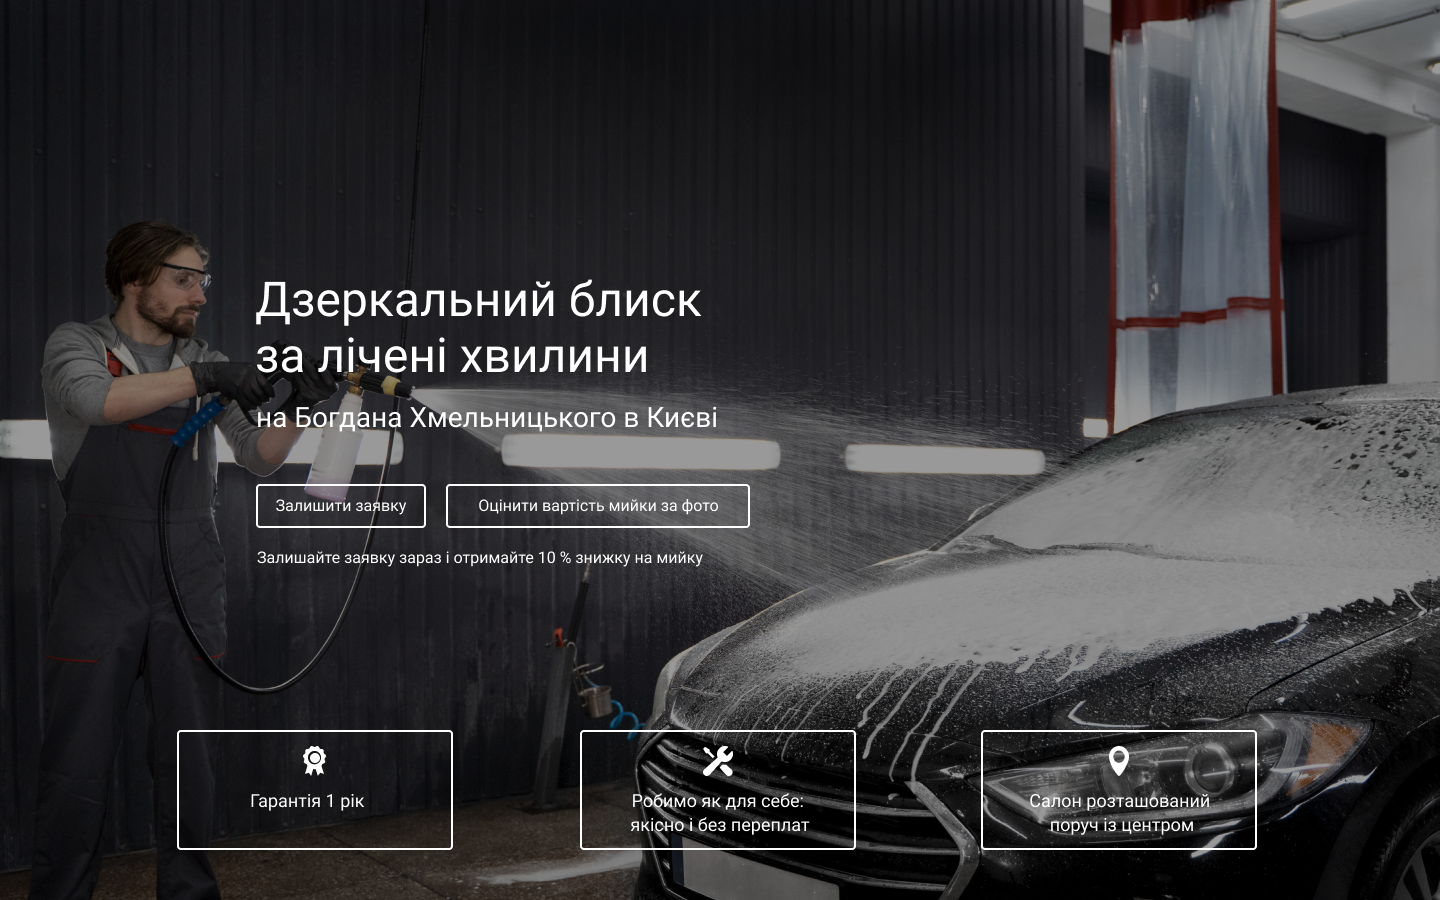 Дзеркальний блиск
за лічені хвилини
на Богдана Хмельницького в Києві
Залишити заявку
Оцінити вартість мийки за фото
Залишайте заявку зараз і отримайте 10 % знижку на мийку
Гарантія 1 рік
Робимо як для себе:
якісно і без переплат
Салон розташований
поруч із центром